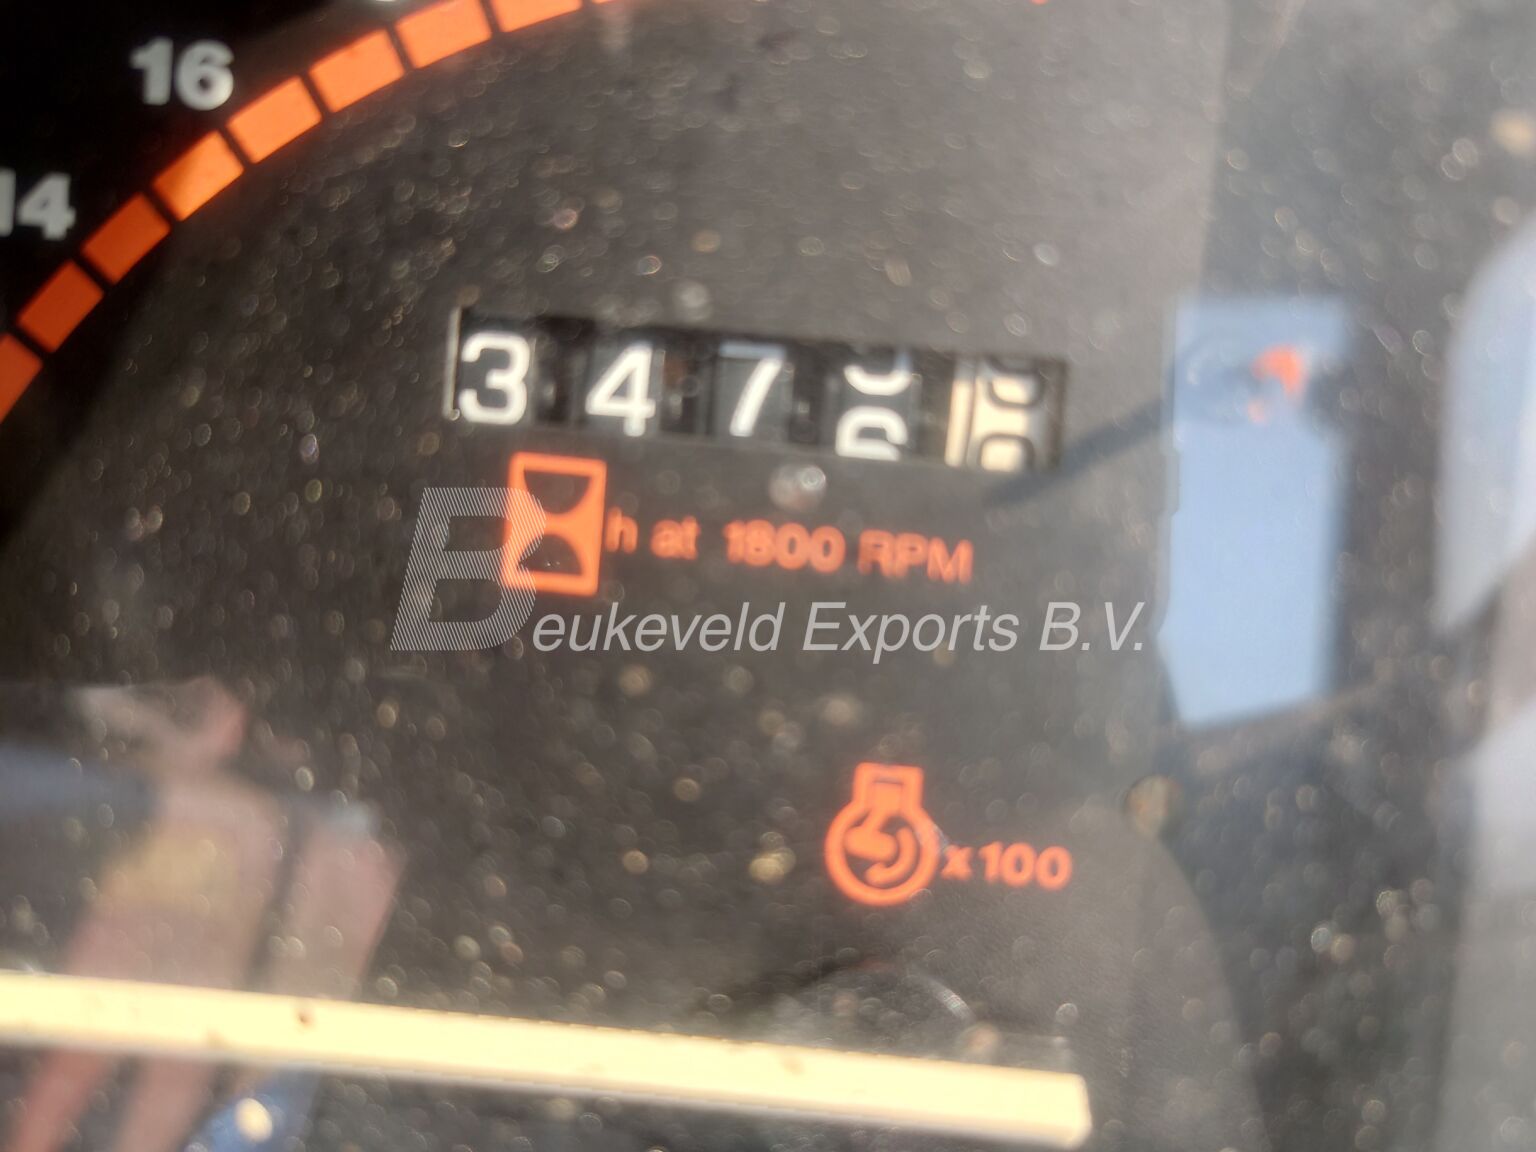 16
14
347
h at 1800 RPM
Beukeveld Exports B.V.
x100